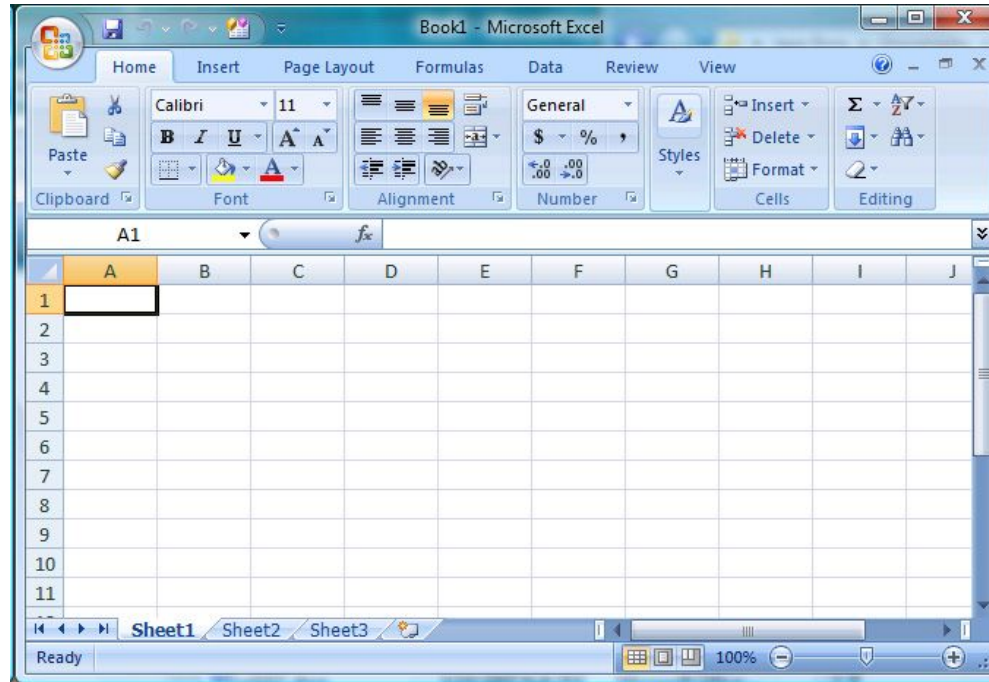 Book1 - Microsoft Excel
Home Insert Page Layout Formulas Data Review View
Calibri 11 General Insert Σ
B I U A A $ % , Delete
Paste Styles
A .00 .0 Format
Clipboard Font Alignment Number Cells Editing
A1 fx
A B C D E F G H I J
1
2
3
4
5
6
7
8
9
10
11
Sheet1 Sheet2 Sheet3
Ready 100%